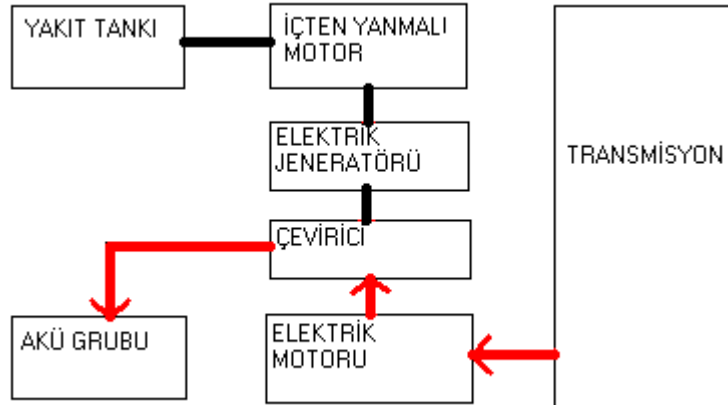 YAKIT TANKI
İÇTEN YANMALI
MOTOR
ELEKTRİK
JENERATÖRÜ
TRANSMİSYON
ÇEVİRİCİ
AKÜ GRUBU
ELEKTRİK
MOTORU